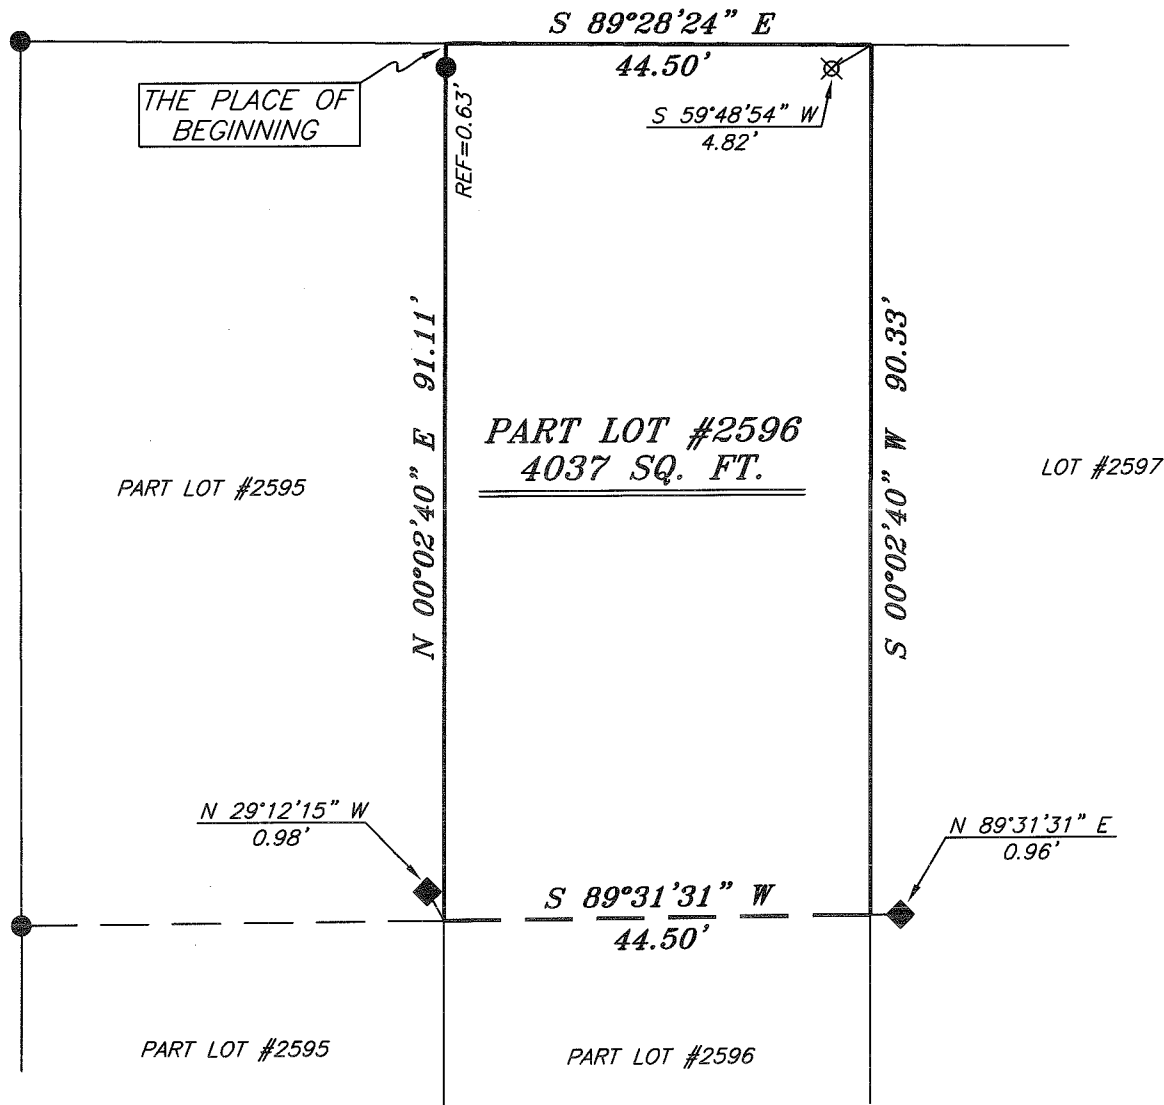 S 89°28'24" E
44.50'
THE PLACE OF
BEGINNING
REF=0.63'
S 59°48'54" W
4.82'
N 00°02'40" E 91.11'
S 00°02'40" W 90.33'
PART LOT #2596
4037 SQ. FT.
PART LOT #2595
LOT #2597
N 29°12'15" W
0.98'
N 89°31'31" E
0.96'
S 89°31'31" W
44.50'
PART LOT #2595
PART LOT #2596